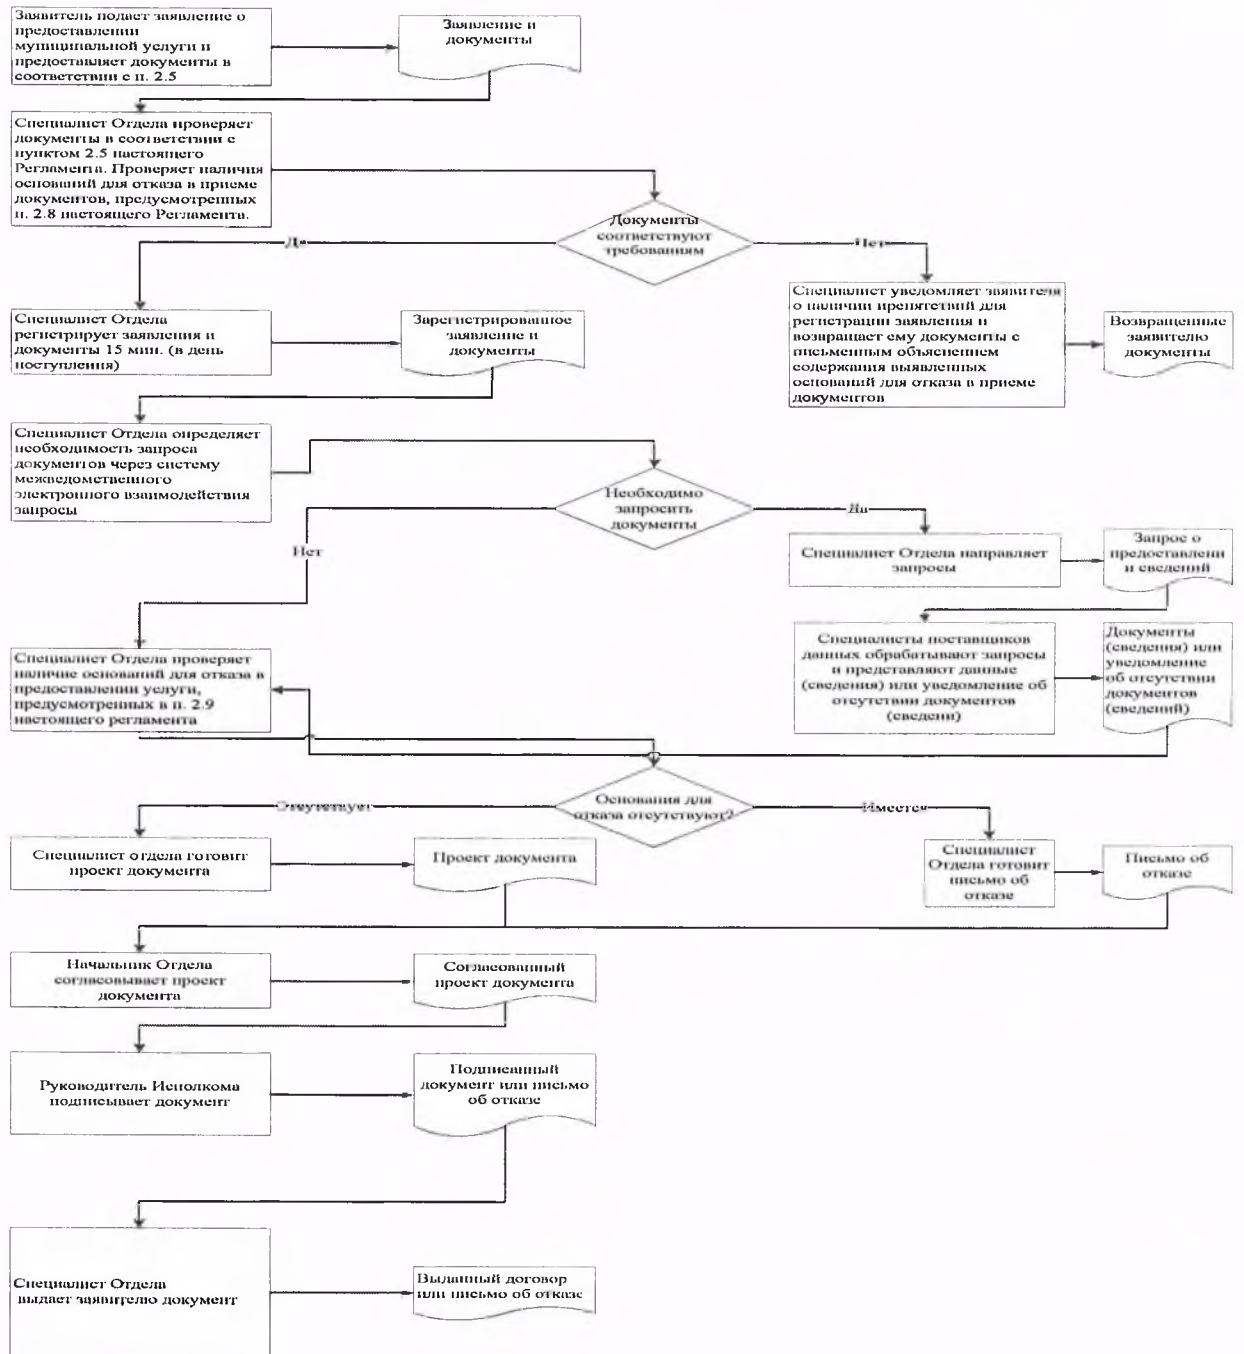 Заявитель подает заявление о
предоставлении
муниципальной услуги и
предоставляет документы в
соответствии с п. 2.5
Заявление и
документы
Специалист Отдела проверяет
документы в соответствии с
пунктом 2.5 настоящего
Регламента. Проверяет наличия
оснований для отказа в приеме
документов, предусмотренных
п. 2.8 настоящего Регламента.
Документы
соответствуют
требованиям
Да
Нет
Специалист Отдела
регистрирует заявления и
документы 15 мин. (в день
поступления)
Зарегистрированное
заявление и
документы
Специалист уведомляет заявителя
о наличии препятствий для
регистрации заявления и
возвращает ему документы с
письменным объяснением
содержания выявленных
оснований для отказа в приеме
документов
Возвращенные
заявителю
документы
Специалист Отдела определяет
необходимость запроса
документов через систему
межведомственного
электронного взаимодействия
запросы
Необходимо
запросить
документы
Да
Нет
Специалист Отдела направляет
запросы
Запрос о
предоставлени
и сведений
Специалисты поставщиков
данных обрабатывают запросы
и представляют данные
(сведения) или уведомление об
отсутствии документов
(сведени)
Документы
(сведения) или
уведомление
об отсутствии
документов
(сведений)
Специалист Отдела проверяет
наличие оснований для отказа в
предоставлении услуги,
предусмотренных в п. 2.9
настоящего регламента
Основания для
отказа отсутствуют?
Отсутствует
Имеется
Специалист отдела готовит
проект документа
Проект документа
Специалист
Отдела готовит
письмо об
отказе
Письмо об
отказе
Начальник Отдела
согласовывает проект
документа
Согласованный
проект документа
Руководитель Исполкома
подписывает документ
Подписанный
документ или письмо
об отказе
Специалист Отдела
выдает заявителю документ
Выданный договор
или письмо об отказе